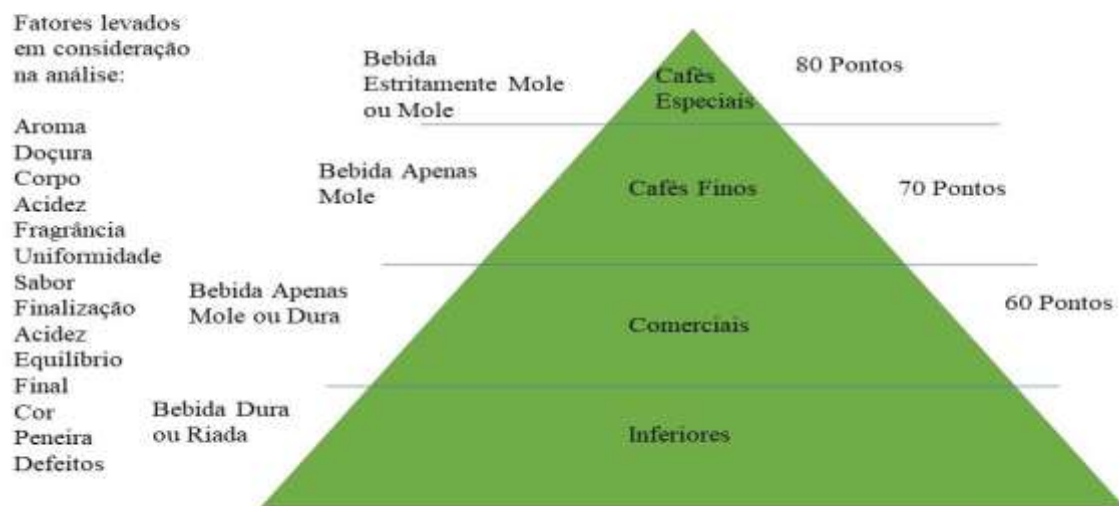 Fatores levados
em consideração
na análise:
Aroma
Doçura
Corpo
Acidez
Fragrância
Uniformidade
Sabor
Finalização
Acidez
Equilíbrio
Final
Cor
Peneira
Defeitos
Bebida
Estritamente Mole
ou Mole
Cafés
Especiais
80 Pontos
Bebida Apenas
Mole
Cafés Finos
70 Pontos
Bebida Apenas
Mole ou Dura
Comerciais
60 Pontos
Bebida Dura
ou Riada
Inferiores